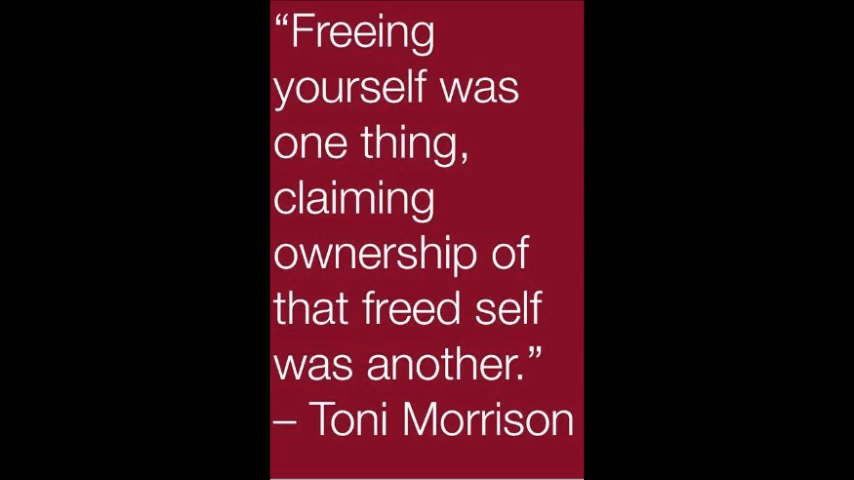 “Freeing
yourself was
one thing,
claiming
ownership of
that freed self
was another.”
– Toni Morrison